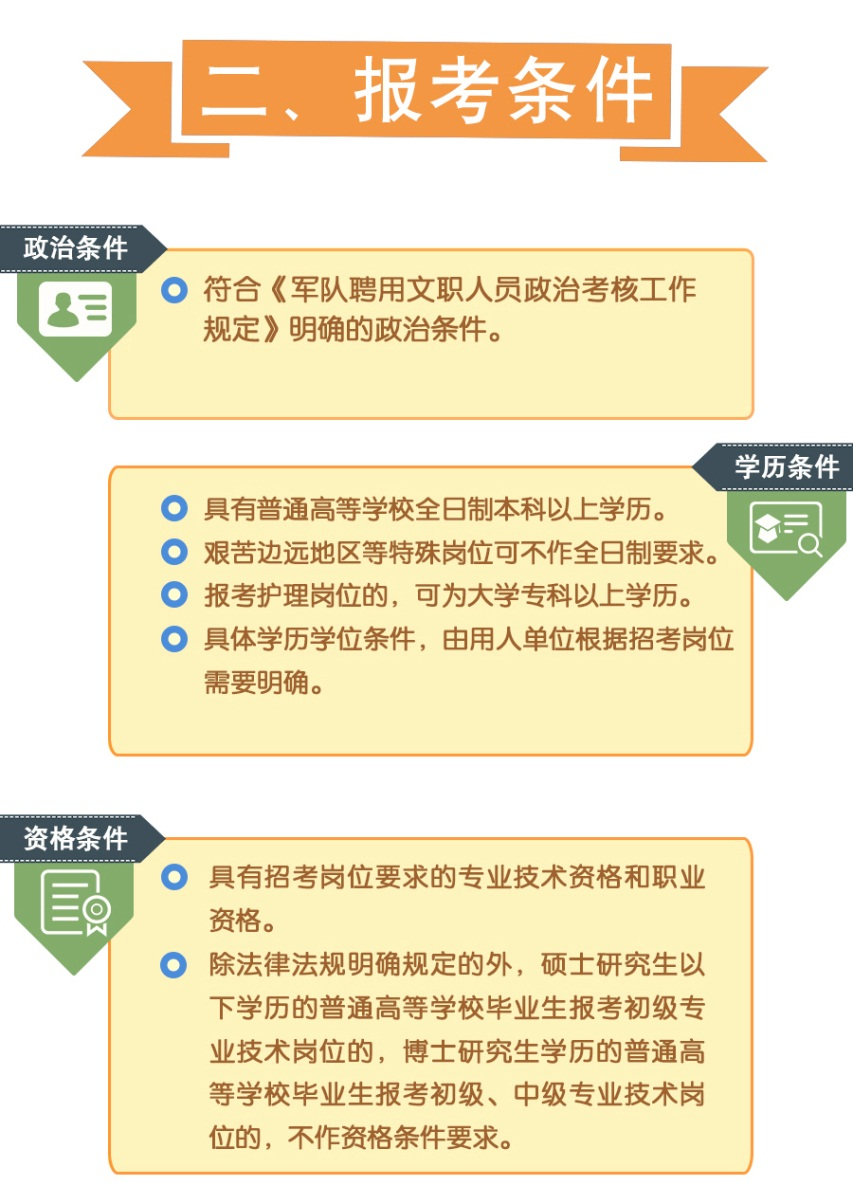 二、报考条件
政治条件
符合《军队聘用文职人员政治考核工作
规定》明确的政治条件。
学历条件
具有普通高等学校全日制本科以上学历。
艰苦边远地区等特殊岗位可不作全日制要求。
报考护理岗位的，可为大学专科以上学历。
具体学历学位条件，由用人单位根据招考岗位
需要明确。
资格条件
具有招考岗位要求的专业技术资格和职业
资格。
除法律法规明确规定的外，硕士研究生以
下学历的普通高等学校毕业生报考初级专
业技术岗位的，博士研究生学历的普通高
等学校毕业生报考初级、中级专业技术岗
位的，不作资格条件要求。